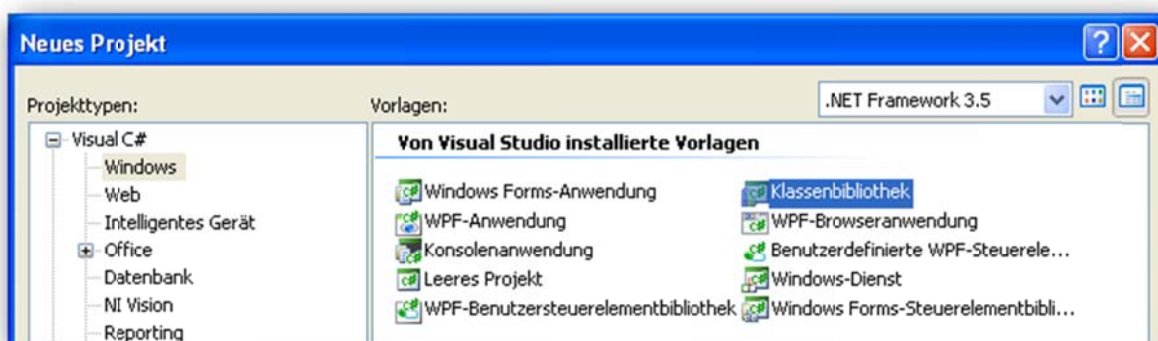 Neues Projekt
Projekttypen:
Vorlagen:
.NET Framework 3.5
Visual C#
Windows
Web
Intelligentes Gerät
Office
Datenbank
NI Vision
Reporting
Von Visual Studio installierte Vorlagen
Windows Forms-Anwendung
Klassenbibliothek
WPF-Anwendung
WPF-Browseranwendung
Konsolenanwendung
Benutzerdefinierte WPF-Steuerele...
Leeres Projekt
Windows-Dienst
WPF-Benutzersteuerelementbibliothek
Windows Forms-Steuerelementbibli...